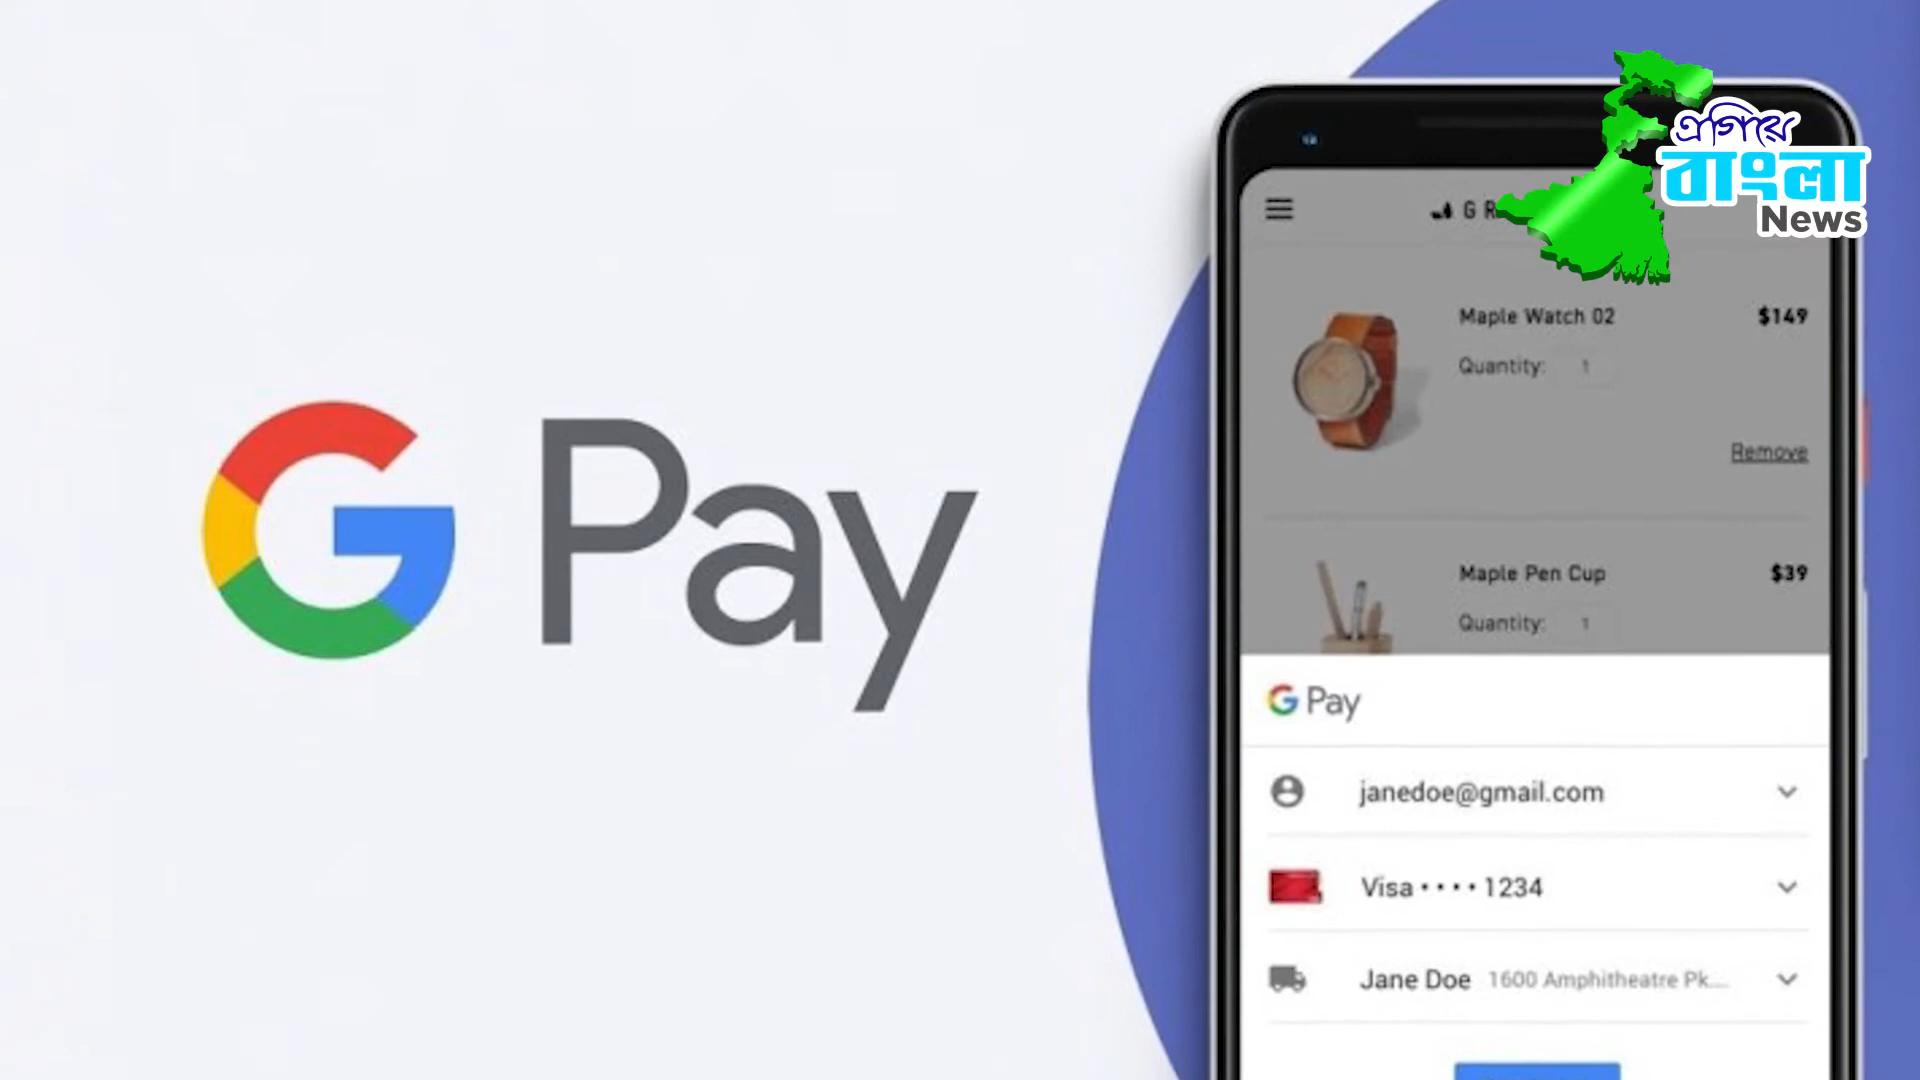 G Pay
এগিয়ে
বাংলা
News
Maple Watch 02 $149
Quantity: 1
Remove
Maple Pen Cup $39
Quantity: 1
G Pay
janedoe@gmail.com
Visa •••• 1234
Jane Doe 1600 Amphitheatre Pk...